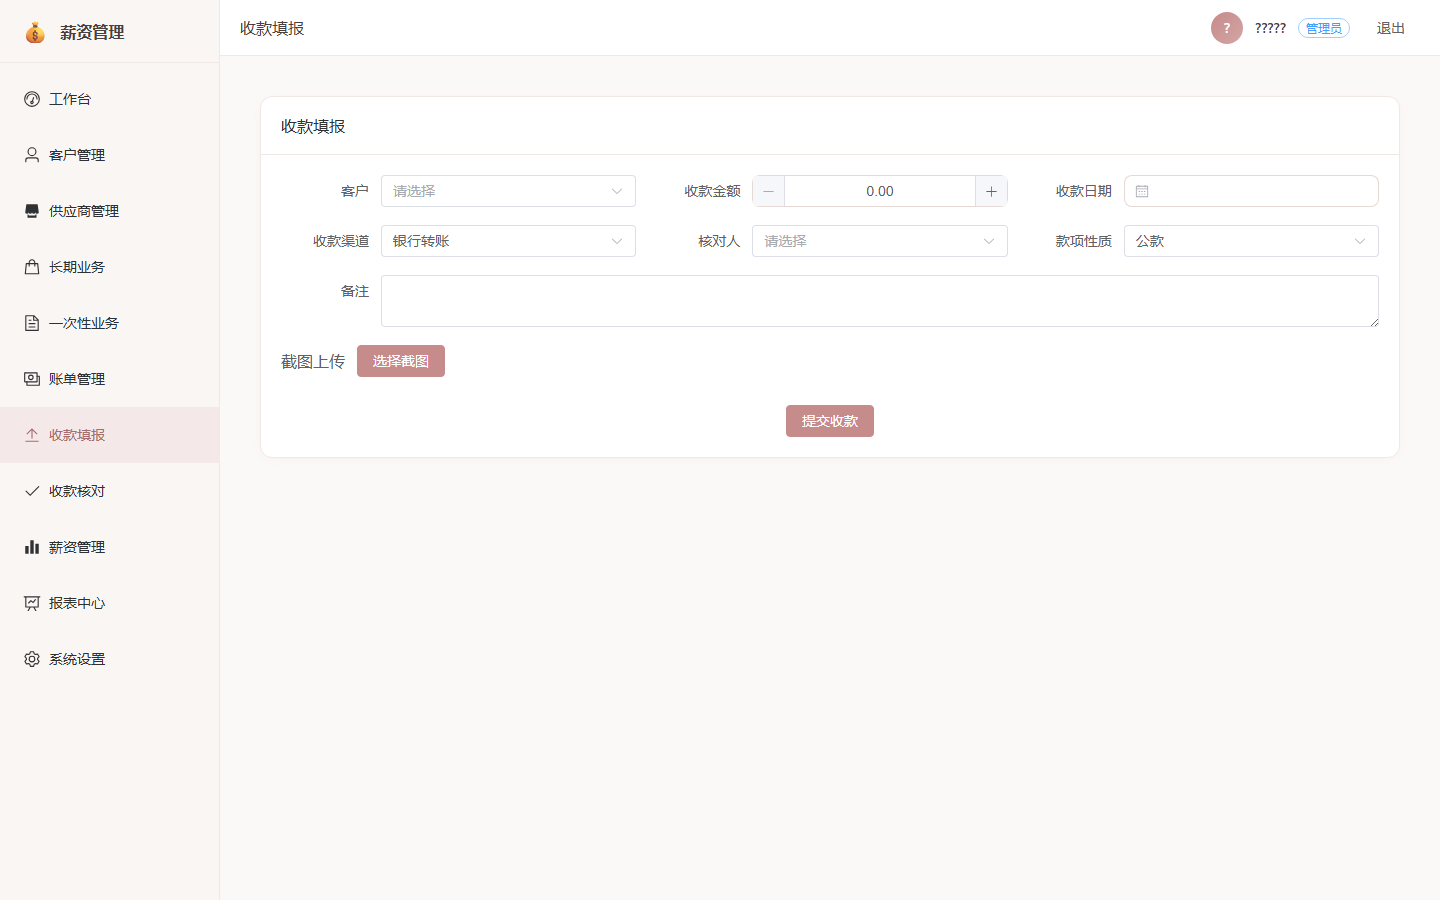 薪资管理
收款填报
?
?????
管理员
退出
工作台
客户管理
供应商管理
长期业务
一次性业务
账单管理
收款填报
收款核对
薪资管理
报表中心
系统设置
收款填报
客户 请选择 收款金额 0.00 收款日期
收款渠道 银行转账 核对人 请选择 款项性质 公款
备注
截图上传 选择截图
提交收款